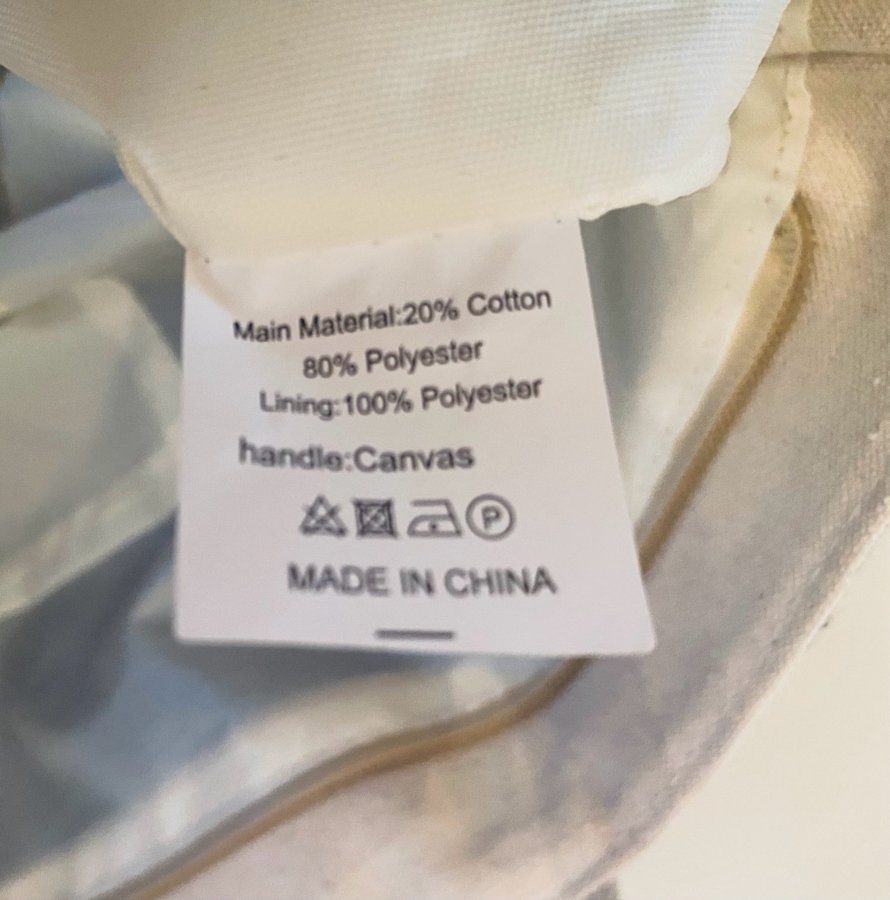 Main Material:20% Cotton
80% Polyester
Lining:100% Polyester
handle:Canvas
P
MADE IN CHINA